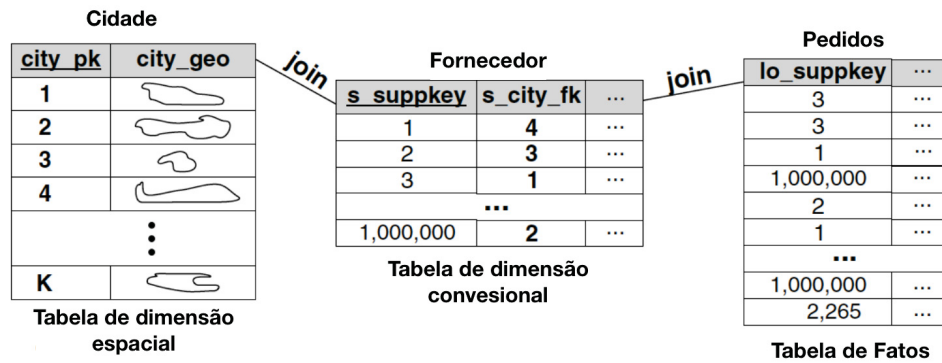 Cidade
city_pk city_geo
1
2
3
4
⋮
K
Tabela de dimensão
espacial
join
Fornecedor
s_suppkey s_city_fk ...
1 4 ...
2 3 ...
3 1 ...
...
1,000,000 2 ...
Tabela de dimensão
convesional
join
Pedidos
lo_suppkey ...
3 ...
3 ...
1 ...
1,000,000 ...
2 ...
1 ...
...
1,000,000 ...
2,265 ...
Tabela de Fatos